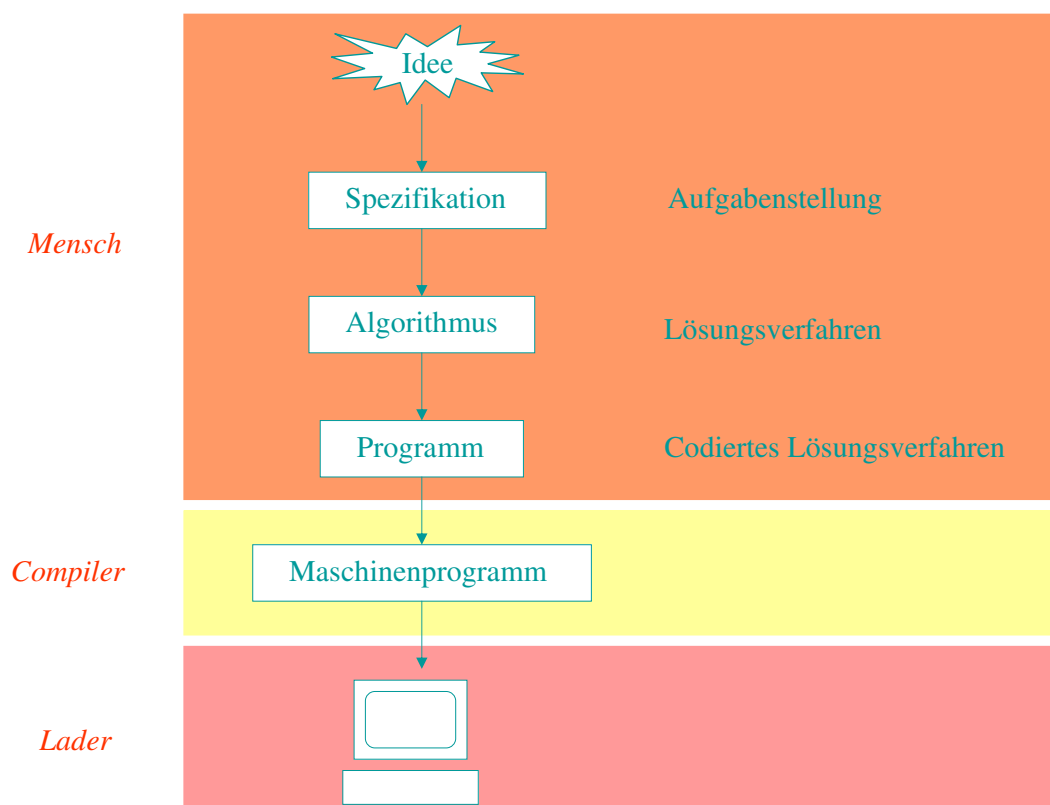 Idee
Spezifikation
Aufgabenstellung
Mensch
Algorithmus
Lösungsverfahren
Programm
Codiertes Lösungsverfahren
Compiler
Maschinenprogramm
Lader